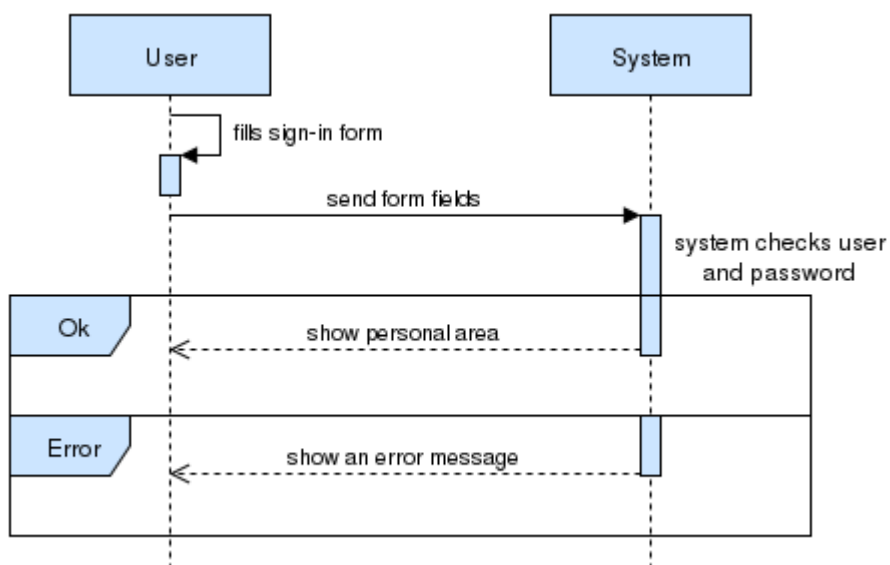 User
System
fills sign-in form
send form fields
system checks user
and password
Ok
show personal area
Error
show an error message